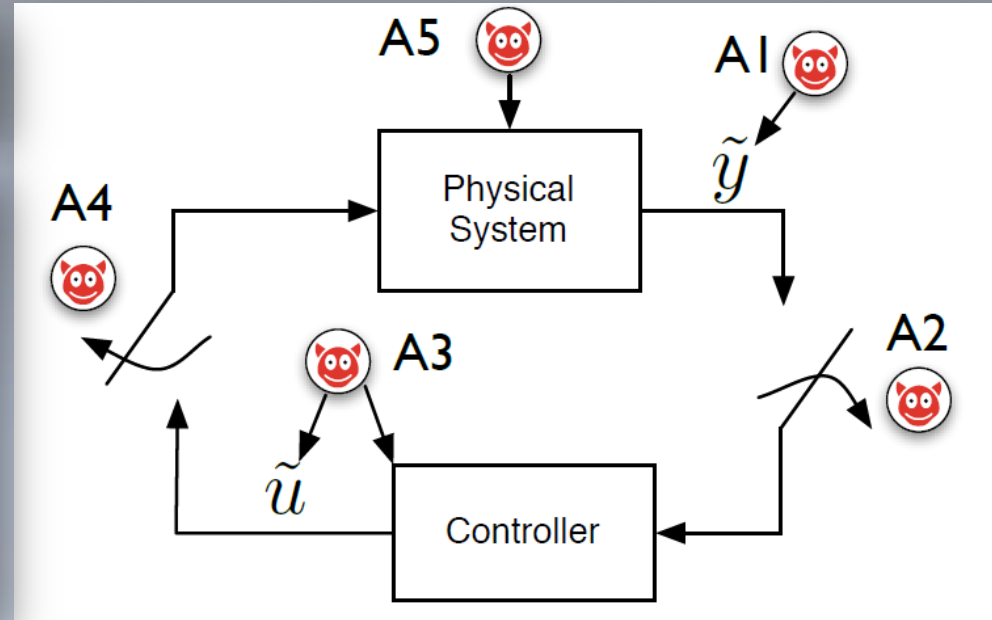 A5
A1
ỹ
Physical
System
A4
A3
A2
ũ
Controller